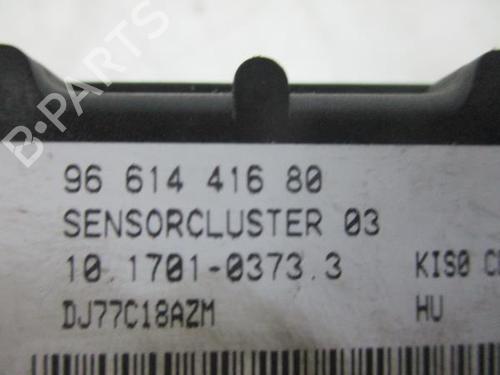 B-PARTS
96 614 416 80
SENSORCLUSTER 03
10.1701-0373.3 KIS0
DJ77C18AZM HU